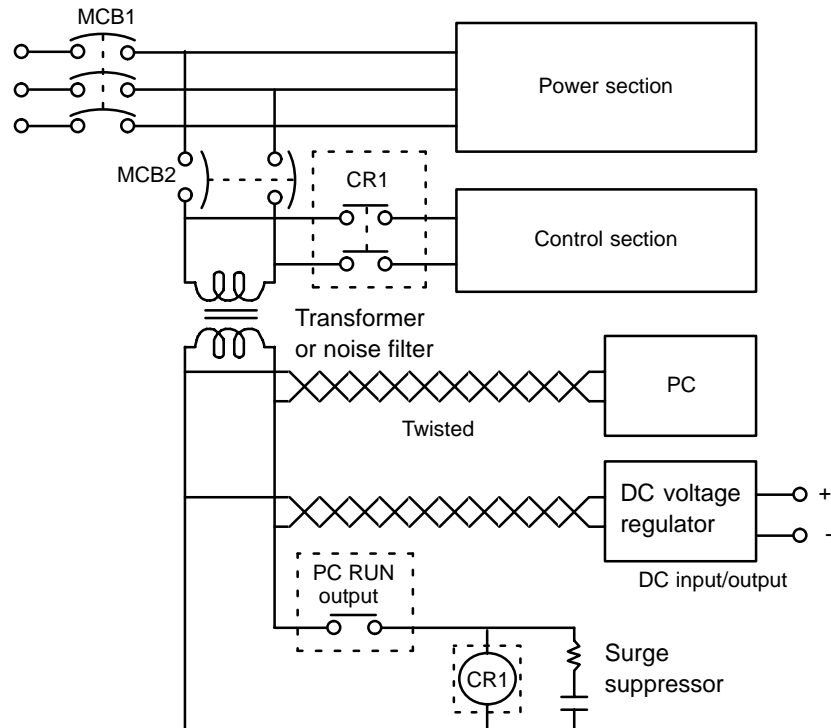 MCB1
Power section
MCB2
CR1
Control section
Transformer
or noise filter
PC
Twisted
DC voltage
regulator
+
-
DC input/output
PC RUN
output
CR1
Surge
suppressor